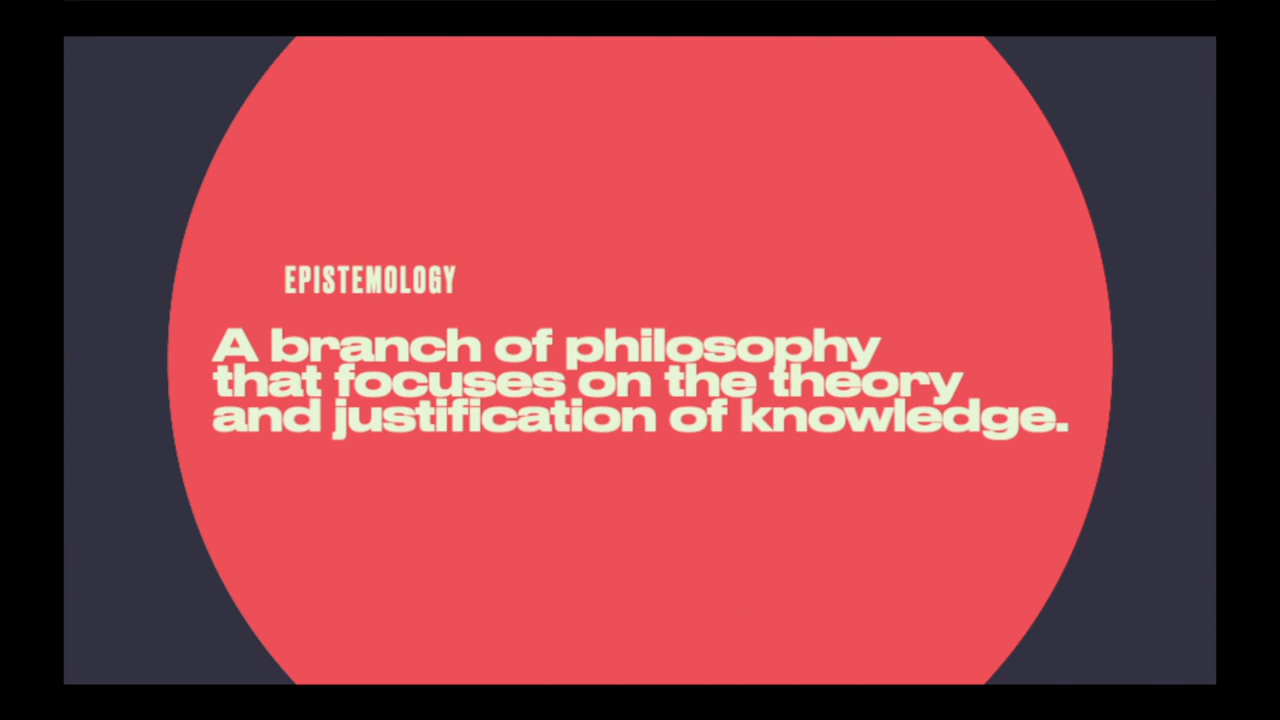 EPISTEMOLOGY
A branch of philosophy
that focuses on the theory
and justification of knowledge.